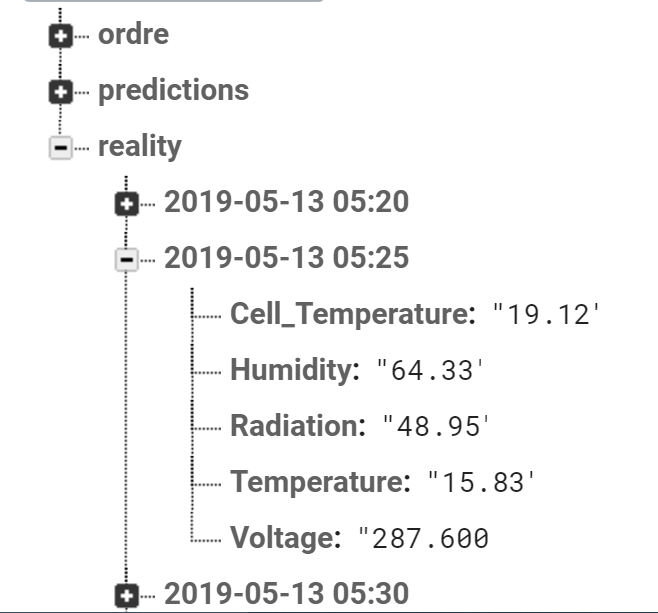 ordre
predictions
reality
2019-05-13 05:20
2019-05-13 05:25
Cell_Temperature: "19.12'
Humidity: "64.33'
Radiation: "48.95'
Temperature: "15.83'
Voltage: "287.600
2019-05-13 05:30